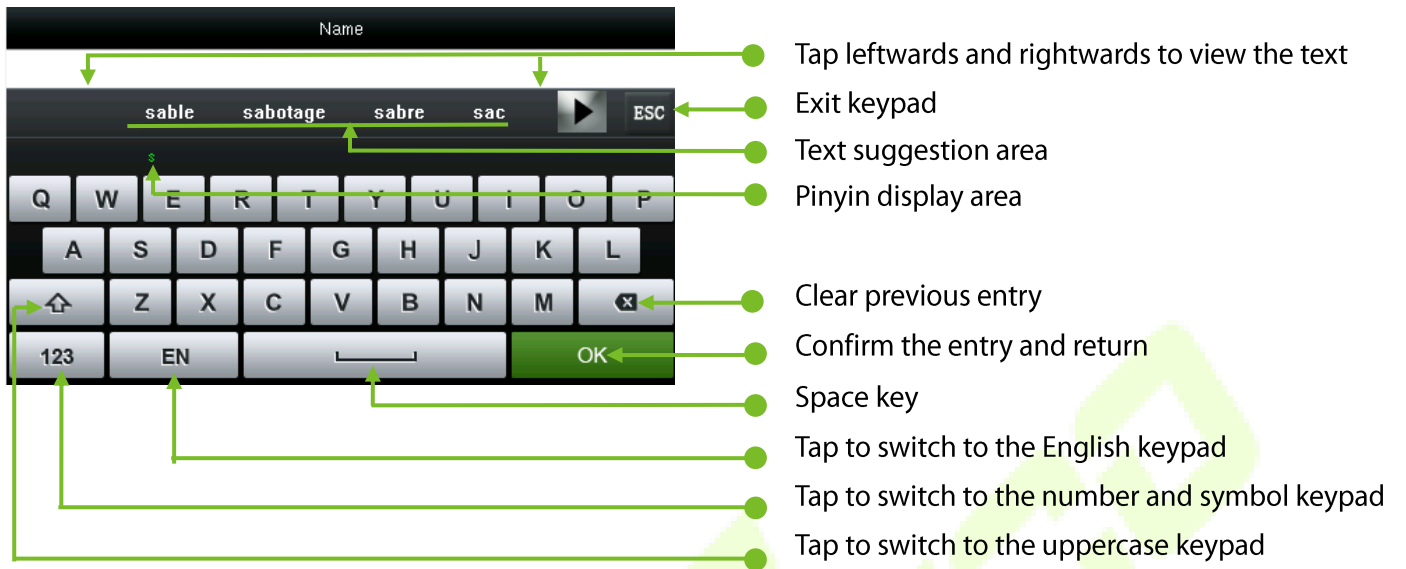 Name
Tap leftwards and rightwards to view the text
sable sabotage sabre sac ESC
Exit keypad
Text suggestion area
s
Pinyin display area
Q W E R T Y U I O P
A S D F G H J K L
Z X C V B N M
Clear previous entry
123 EN OK
Confirm the entry and return
Space key
Tap to switch to the English keypad
Tap to switch to the number and symbol keypad
Tap to switch to the uppercase keypad